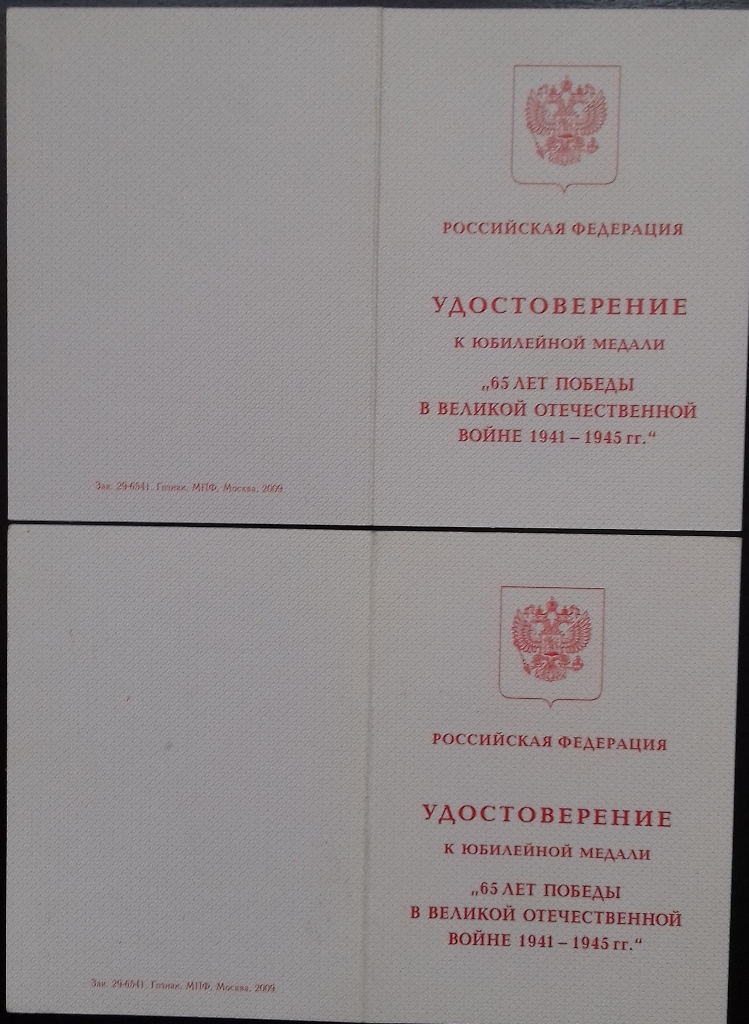 РОССИЙСКАЯ ФЕДЕРАЦИЯ
УДОСТОВЕРЕНИЕ
К ЮБИЛЕЙНОЙ МЕДАЛИ
„65 ЛЕТ ПОБЕДЫ
В ВЕЛИКОЙ ОТЕЧЕСТВЕННОЙ
ВОЙНЕ 1941 – 1945 гг.“
Зак. 29-6541. Гознак, МПФ, Москва, 2009
РОССИЙСКАЯ ФЕДЕРАЦИЯ
УДОСТОВЕРЕНИЕ
К ЮБИЛЕЙНОЙ МЕДАЛИ
„65 ЛЕТ ПОБЕДЫ
В ВЕЛИКОЙ ОТЕЧЕСТВЕННОЙ
ВОЙНЕ 1941 – 1945 гг.“
Зак. 29-6541. Гознак, МПФ, Москва, 2009